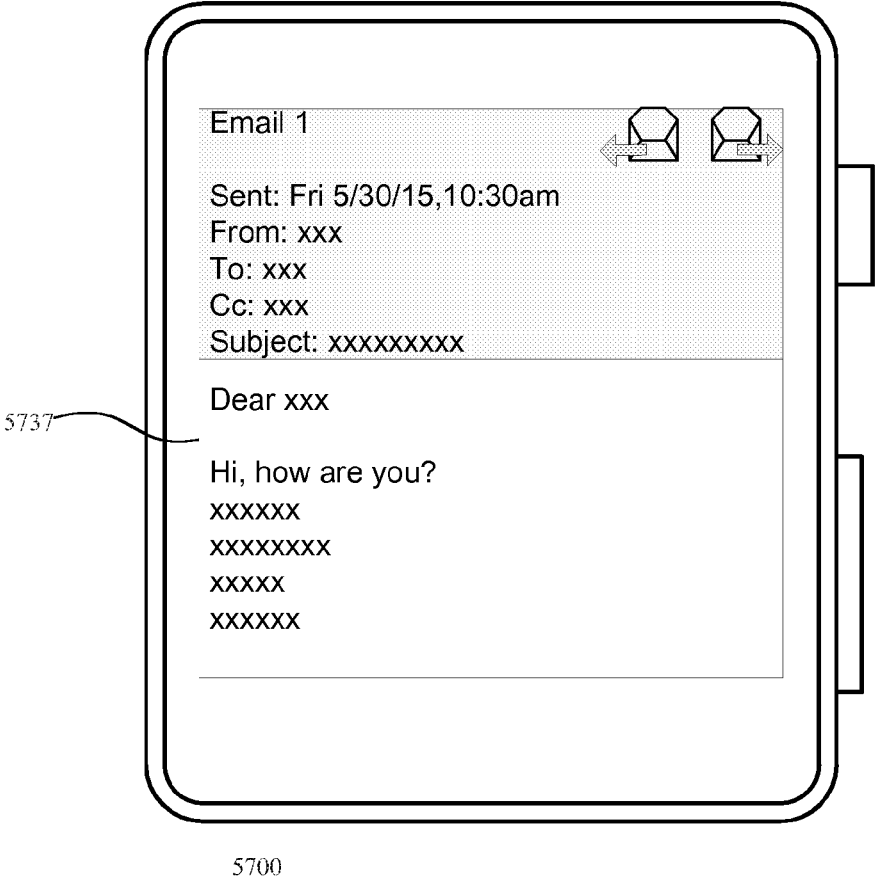 Email 1
Sent: Fri 5/30/15,10:30am
From: xxx
To: xxx
Cc: xxx
Subject: xxxxxxxxx
Dear xxx
5737
Hi, how are you?
xxxxxx
xxxxxxxx
xxxxx
xxxxxx
5700